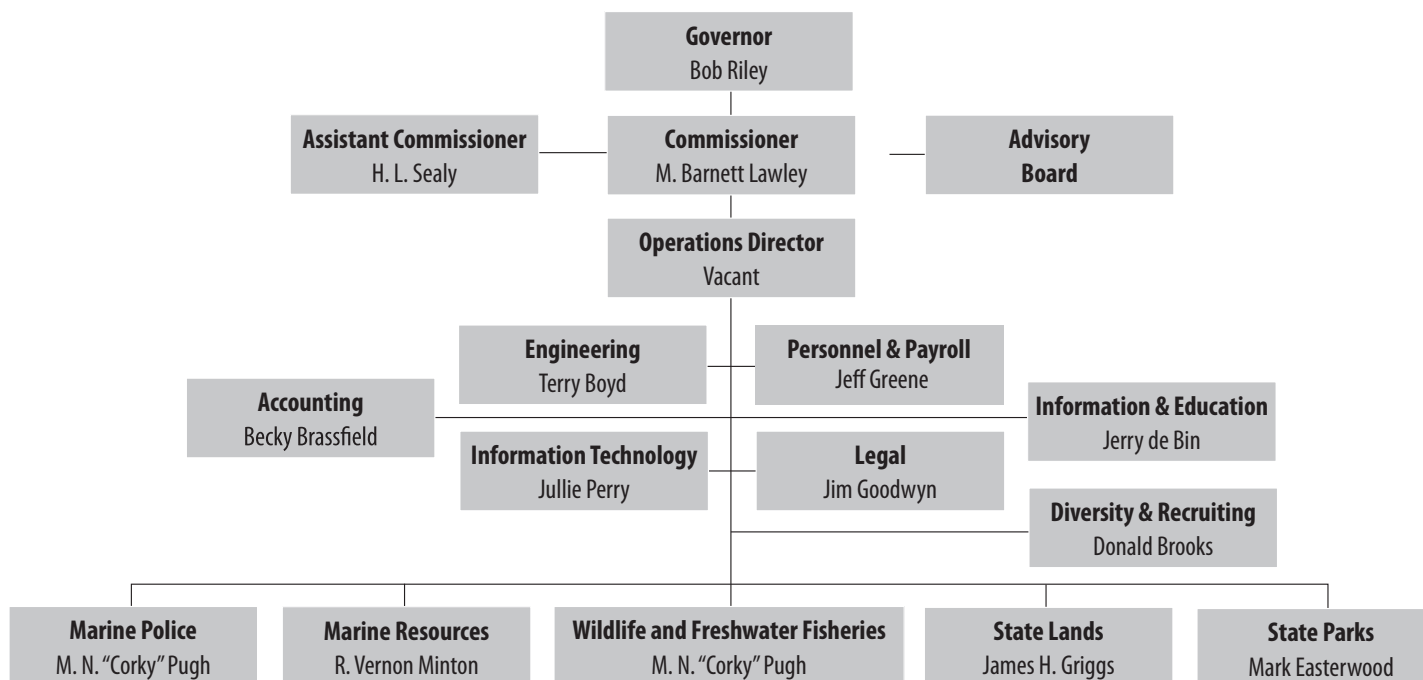 Governor
Bob Riley
Assistant Commissioner
H. L. Sealy
Commissioner
M. Barnett Lawley
Advisory
Board
Operations Director
Vacant
Engineering
Terry Boyd
Personnel & Payroll
Jeff Greene
Accounting
Becky Brassfield
Information & Education
Jerry de Bin
Information Technology
Jullie Perry
Legal
Jim Goodwyn
Diversity & Recruiting
Donald Brooks
Marine Police
M. N. “Corky” Pugh
Marine Resources
R. Vernon Minton
Wildlife and Freshwater Fisheries
M. N. “Corky” Pugh
State Lands
James H. Griggs
State Parks
Mark Easterwood